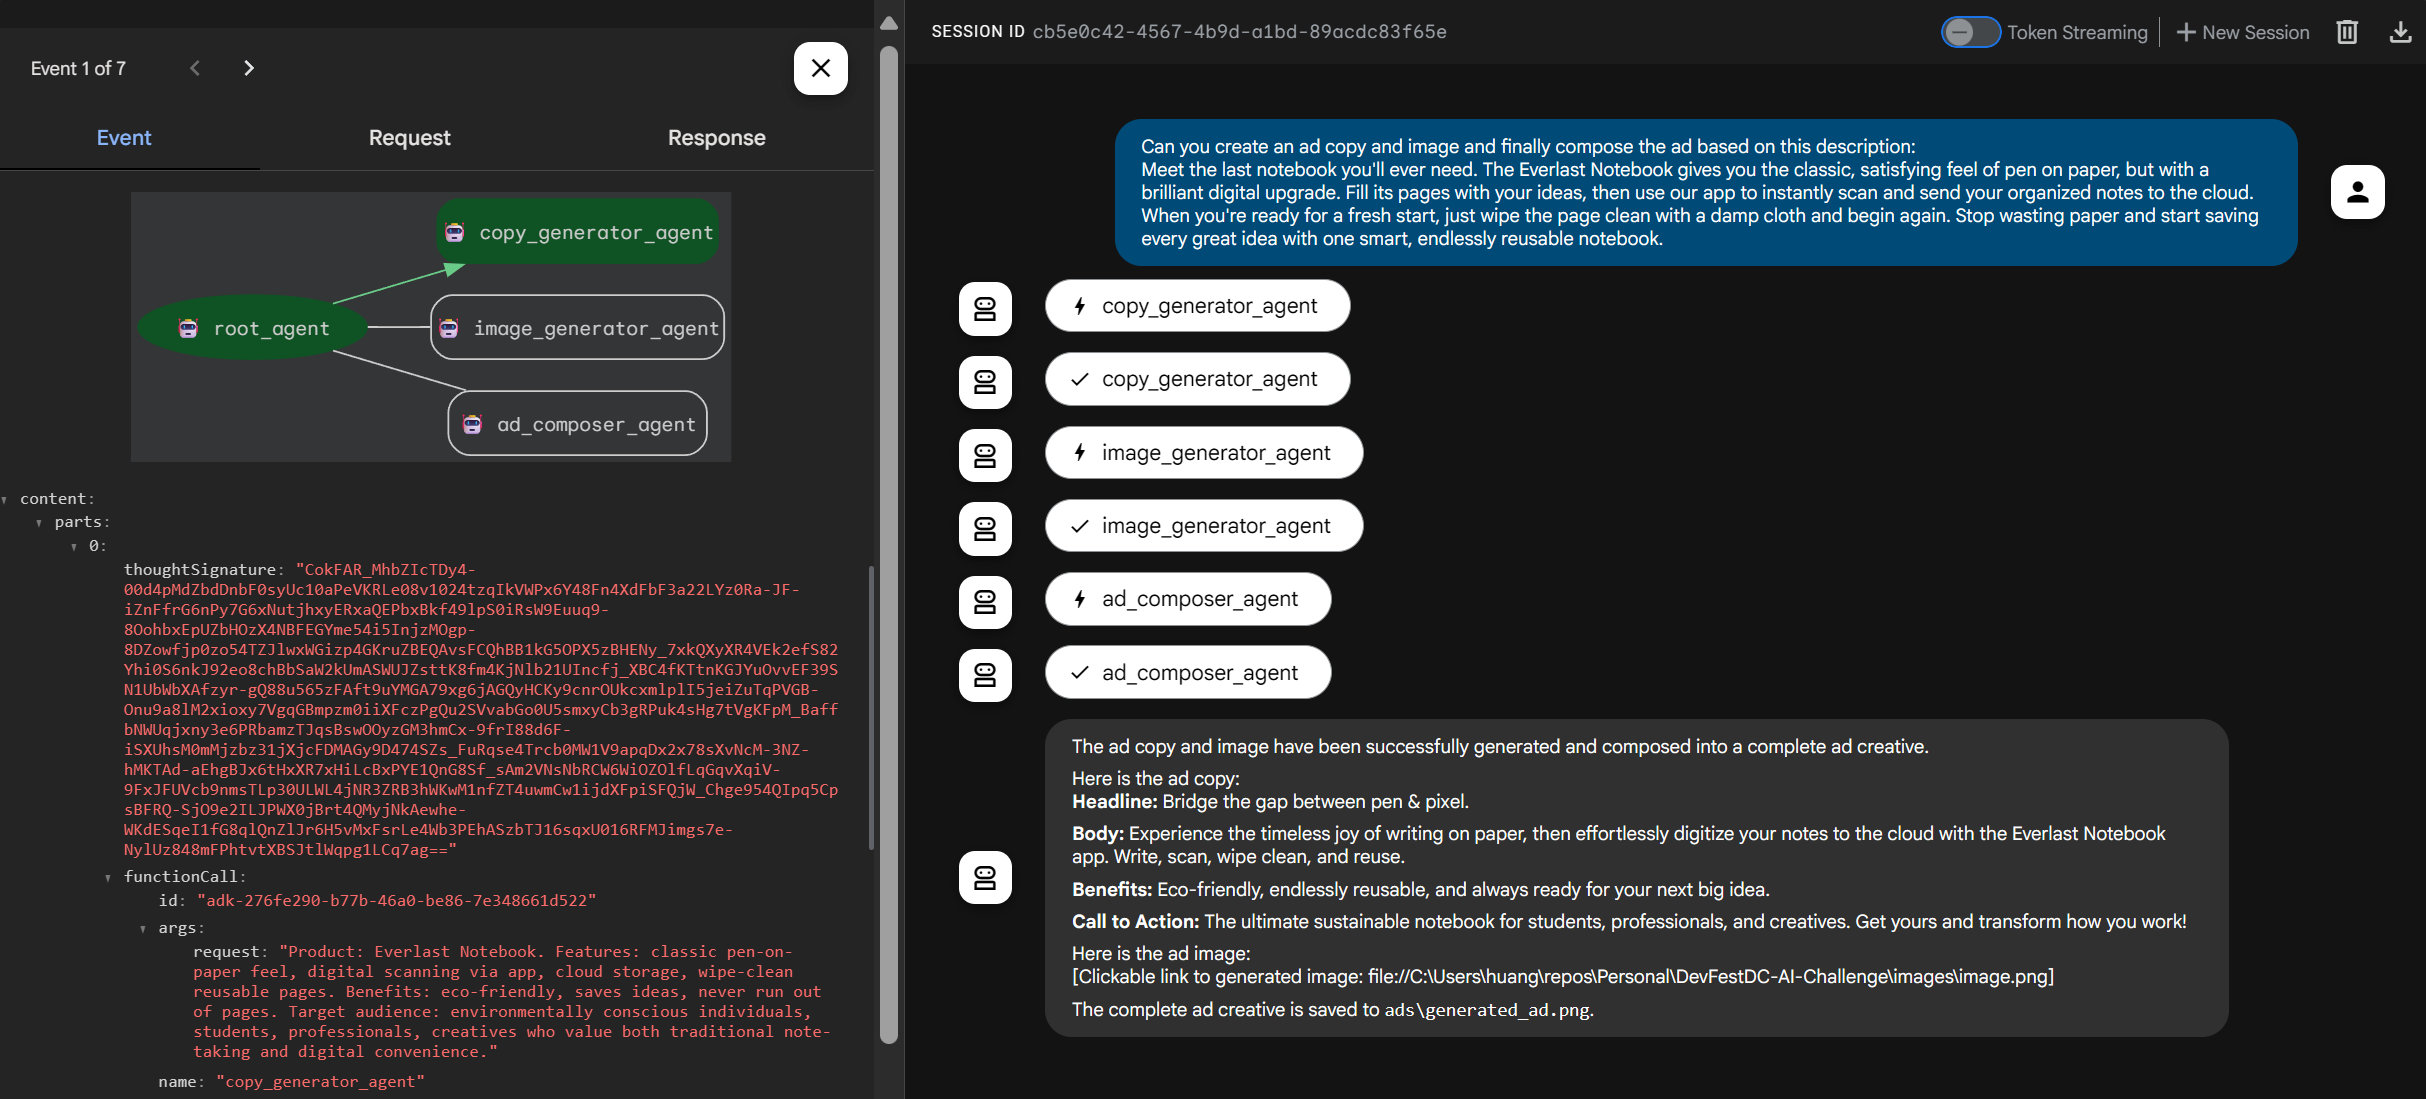 Event 1 of 7
Event
Request
Response
copy_generator_agent
root_agent
image_generator_agent
ad_composer_agent
content:
parts:
0:
thoughtSignature: "CokFAR_MhbZIcTDy4-
00d4pMdZbdDnbF0syUc10aPeVKRLe08v1024tzqIkVWPx6Y48Fn4XdFbF3a22LYz0Ra-JF-
iZnFfrG6nPy7G6xNutjhxyERxaQEPbxBkf49lpS0iRsW9Euuq9-
8OohbxEpUZbHOzX4NBFEGYme54i5InjzMOgp-
8DZowfjp0zo54TZJlwxWGizp4GKruZBEQAvsFCQhBB1kG5OPX5zBHENy_7xkQXyXR4VEk2efS82
Yhi0S6nkJ92eo8chBbSaW2kUmASWUJZsttK8fm4KjNlb21UIncfj_XBC4fKTtnKGJYuOvvEF39S
N1UbWbXAfzyr-gQ88u565zFAft9uYMGA79xg6jAGQyHCKy9cnrOUkcxmlplI5jeiZuTqPVGB-
Onu9a8lM2xioxy7VgqGBmpzm0iiXFczPgQu2SVvabGo0U5smxyCb3gRPuk4sHg7tVgKFpM_Baff
bNWUqjxny3e6PRbamzTJqsBswOOyzGM3hmCx-9frI88d6F-
iSXUhsM0mMjzbz31jXjcFDMAGy9D474SZs_FuRqse4Trcb0MW1V9apqDx2x78sXvNcM-3NZ-
hMKTAd-aEhgBJx6tHxXR7xHiLcBxPYE1QnG8Sf_sAm2VNsNbRCW6WiOZOlfLqGqvXqiV-
9FxJFUVcb9nmsTLp30ULWL4jNR3ZRB3hWKwM1nfZT4uwmCw1ijdXFpiSFQjW_Chge954QIpq5Cp
sBFRQ-SjO9e2ILJPWX0jBrt4QMyjNkAewhe-
WKdESqeI1fG8qlQnZlJr6H5vMxFsrLe4Wb3PEhASzbTJ16sqxU016RFMJimgs7e-
NylUz848mFPhtvtXBSJtlWqpg1LCq7ag=="
functionCall:
id: "adk-276fe290-b77b-46a0-be86-7e348661d522"
args:
request: "Product: Everlast Notebook. Features: classic pen-on-
paper feel, digital scanning via app, cloud storage, wipe-clean
reusable pages. Benefits: eco-friendly, saves ideas, never run out
of pages. Target audience: environmentally conscious individuals,
students, professionals, creatives who value both traditional note-
taking and digital convenience."
name: "copy_generator_agent"
SESSION ID cb5e0c42-4567-4b9d-a1bd-89acdc83f65e
Token Streaming
New Session
Can you create an ad copy and image and finally compose the ad based on this description:
Meet the last notebook you'll ever need. The Everlast Notebook gives you the classic, satisfying feel of pen on paper, but with a
brilliant digital upgrade. Fill its pages with your ideas, then use our app to instantly scan and send your organized notes to the cloud.
When you're ready for a fresh start, just wipe the page clean with a damp cloth and begin again. Stop wasting paper and start saving
every great idea with one smart, endlessly reusable notebook.
copy_generator_agent
copy_generator_agent
image_generator_agent
image_generator_agent
ad_composer_agent
ad_composer_agent
The ad copy and image have been successfully generated and composed into a complete ad creative.
Here is the ad copy:
Headline: Bridge the gap between pen & pixel.
Body: Experience the timeless joy of writing on paper, then effortlessly digitize your notes to the cloud with the Everlast Notebook
app. Write, scan, wipe clean, and reuse.
Benefits: Eco-friendly, endlessly reusable, and always ready for your next big idea.
Call to Action: The ultimate sustainable notebook for students, professionals, and creatives. Get yours and transform how you work!
Here is the ad image:
[Clickable link to generated image: file://C:\Users\huang\repos\Personal\DevFestDC-AI-Challenge\images\image.png]
The complete ad creative is saved to ads\generated_ad.png.